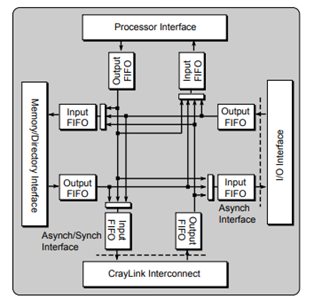 Processor Interface
Output
FIFO
Input
FIFO
Memory/Directory Interface
Input
FIFO
Output
FIFO
I/O Interface
Output
FIFO
Input
FIFO
Asynch/Synch
Interface
Input
FIFO
Output
FIFO
Asynch
Interface
CrayLink Interconnect